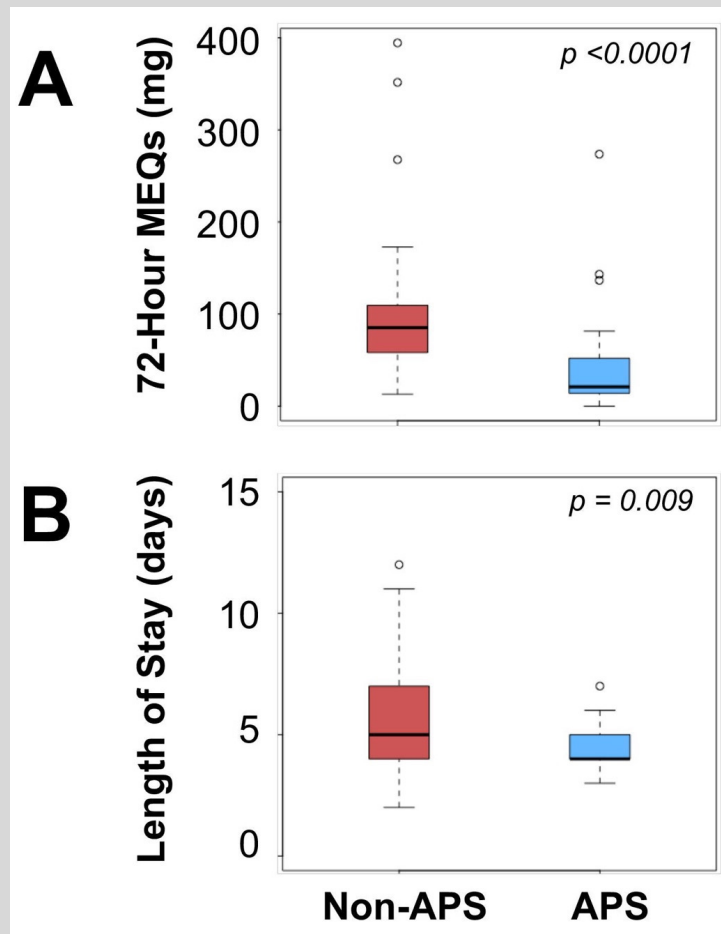 A
72-Hour MEQs (mg)
400
300
200
100
0
p <0.0001
B
Length of Stay (days)
15
10
5
0
p = 0.009
Non-APS
APS